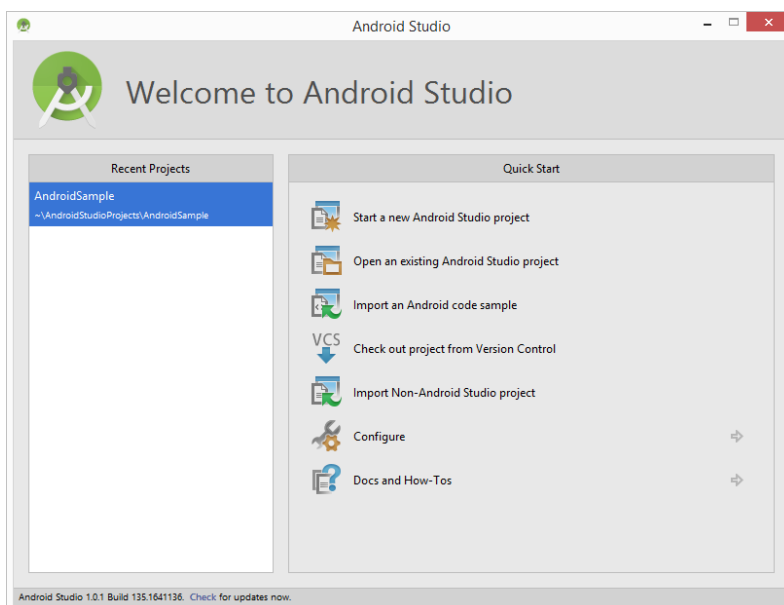 Android Studio
Welcome to Android Studio
Recent Projects
AndroidSample
~\AndroidStudioProjects\AndroidSample
Quick Start
Start a new Android Studio project
Open an existing Android Studio project
Import an Android code sample
VCS
Check out project from Version Control
Import Non-Android Studio project
Configure
Docs and How-Tos
Android Studio 1.0.1 Build 135.1641136. Check for updates now.